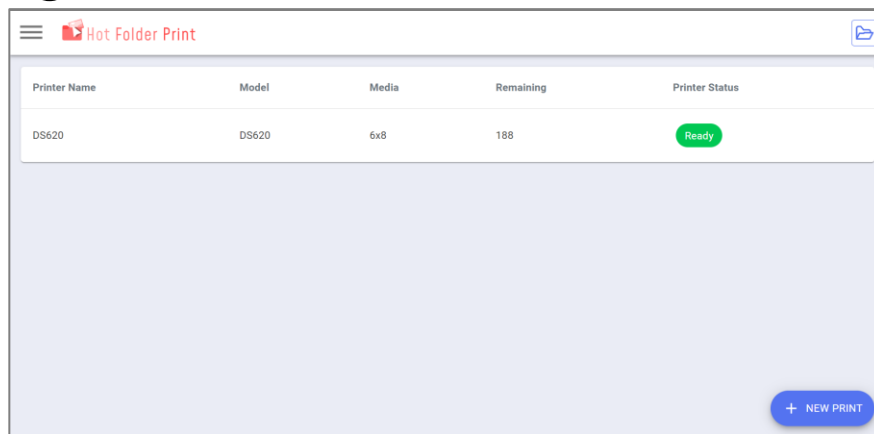 Hot Folder Print
Printer Name Model Media Remaining Printer Status
DS620 DS620 6x8 188 Ready
+ NEW PRINT